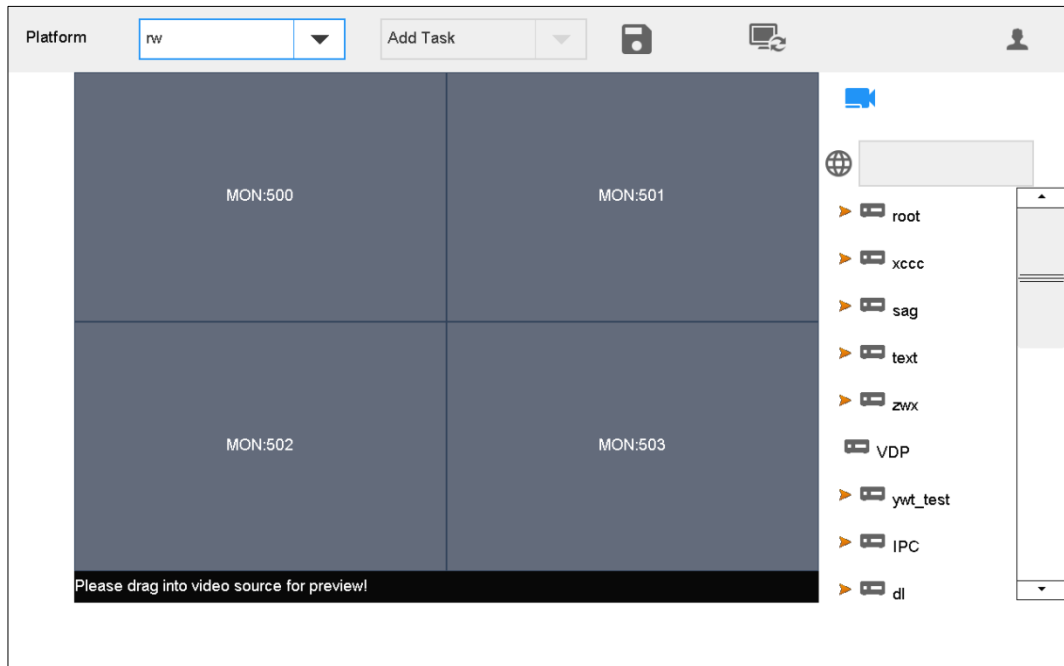 Platform
rw
Add Task
MON:500
MON:501
MON:502
MON:503
Please drag into video source for preview!
root
xccc
sag
text
zwx
VDP
ywt_test
IPC
dl